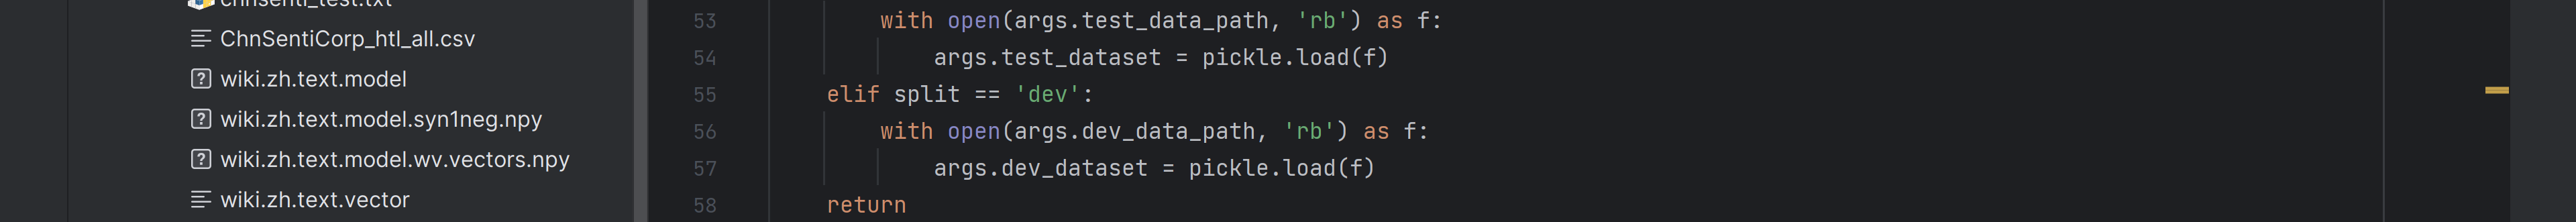 chnsenti_test.txt
ChnSentiCorp_htl_all.csv
wiki.zh.text.model
wiki.zh.text.model.syn1neg.npy
wiki.zh.text.model.wv.vectors.npy
wiki.zh.text.vector
53 with open(args.test_data_path, 'rb') as f:
54 args.test_dataset = pickle.load(f)
55 elif split == 'dev':
56 with open(args.dev_data_path, 'rb') as f:
57 args.dev_dataset = pickle.load(f)
58 return